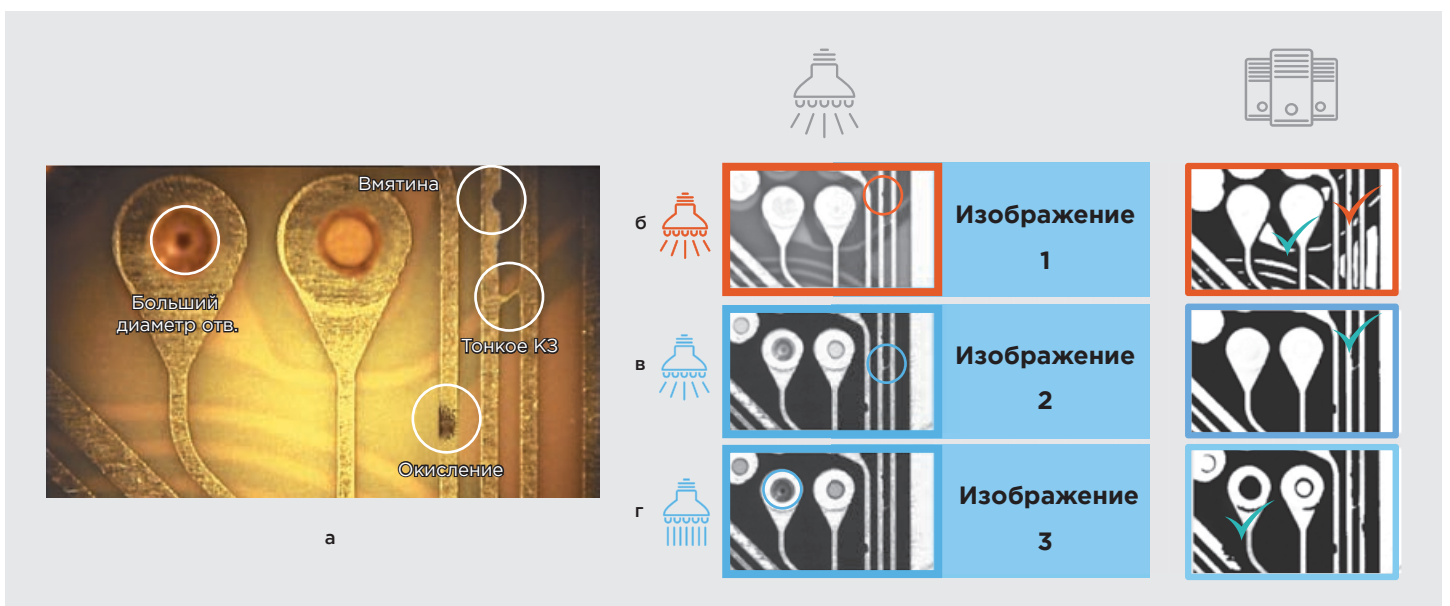 Вмятина
Больший
диаметр отв.
Тонкое КЗ
Окисление
а
б
Изображение
1
в
Изображение
2
г
Изображение
3